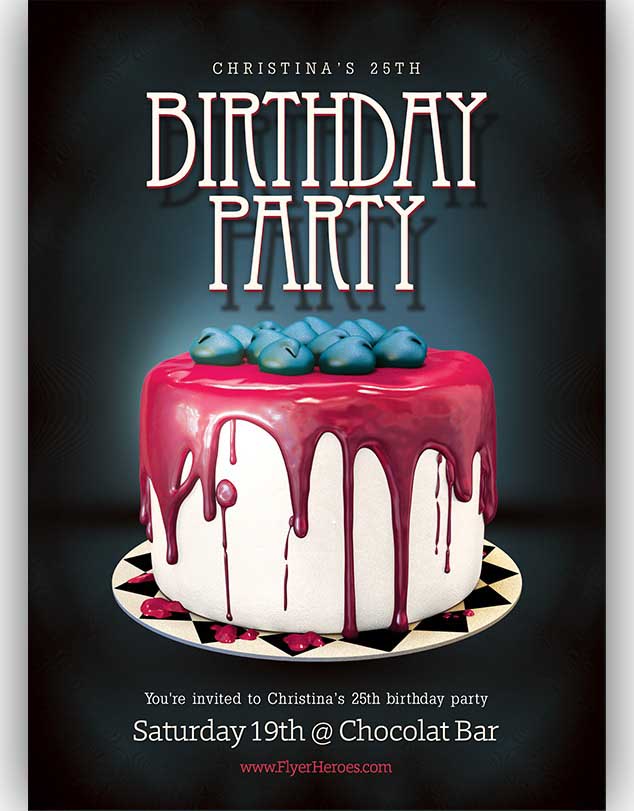 CHRISTINA'S 25TH
BIRTHDAY
PARTY
You're invited to Christina's 25th birthday party
Saturday 19th @ Chocolat Bar
www.FlyerHeroes.com